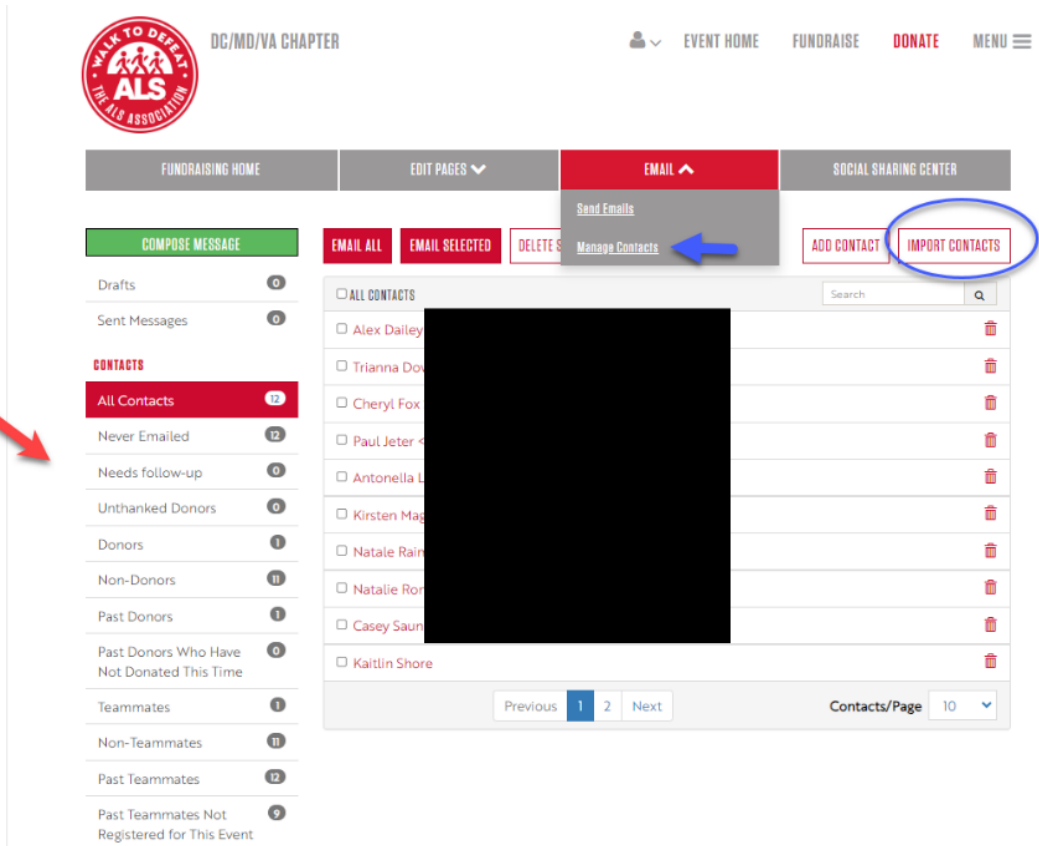 WALK TO DEFEAT
ALS
THE ALS ASSOCIATION
DC/MD/VA CHAPTER
EVENT HOME
FUNDRAISE
DONATE
MENU
FUNDRAISING HOME
EDIT PAGES
EMAIL
SOCIAL SHARING CENTER
Send Emails
Manage Contacts
COMPOSE MESSAGE
EMAIL ALL
EMAIL SELECTED
DELETE S
ADD CONTACT
IMPORT CONTACTS
Drafts 0
Sent Messages 0
CONTACTS
All Contacts 12
Never Emailed 12
Needs follow-up 0
Unthanked Donors 0
Donors 1
Non-Donors 11
Past Donors 1
Past Donors Who Have 0
Not Donated This Time
Teammates 1
Non-Teammates 11
Past Teammates 12
Past Teammates Not 9
Registered for This Event
ALL CONTACTS
Search
Alex Dailey
Trianna Do
Cheryl Fox
Paul Jeter <
Antonella L
Kirsten Mag
Natale Rain
Natalie Ror
Casey Saun
Kaitlin Shore
Previous 1 2 Next
Contacts/Page 10